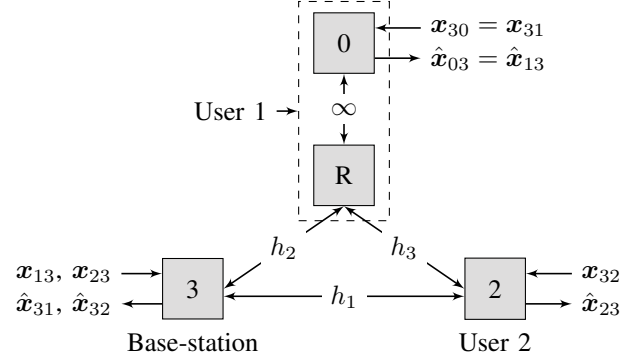 0
𝒙₃₀ = 𝒙₃₁
𝒙̂₀₃ = 𝒙̂₁₃
User 1
∞
R
h₂
h₃
𝒙₁₃, 𝒙₂₃
𝒙̂₃₁, 𝒙̂₃₂
3
h₁
2
𝒙₃₂
𝒙̂₂₃
Base-station
User 2